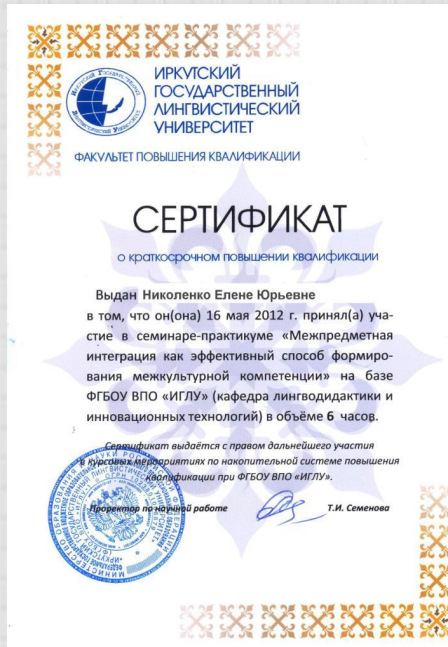 ИРКУТСКИЙ
ГОСУДАРСТВЕННЫЙ
ЛИНГВИСТИЧЕСКИЙ
УНИВЕРСИТЕТ
ФАКУЛЬТЕТ ПОВЫШЕНИЯ КВАЛИФИКАЦИИ
СЕРТИФИКАТ
о краткосрочном повышении квалификации
Выдан Николенко Елене Юрьевне
в том, что он(она) 16 мая 2012 г. принял(а) уча-
стие в семинаре-практикуме «Межпредметная
интеграция как эффективный способ формиро-
вания межкультурной компетенции» на базе
ФГБОУ ВПО «ИГЛУ» (кафедра лингводидактики и
инновационных технологий) в объёме 6 часов.
Сертификат выдаётся с правом дальнейшего участия
в курсовых мероприятиях по накопительной системе повышения
квалификации при ФГБОУ ВПО «ИГЛУ».
Проректор по научной работе Т.И. Семенова